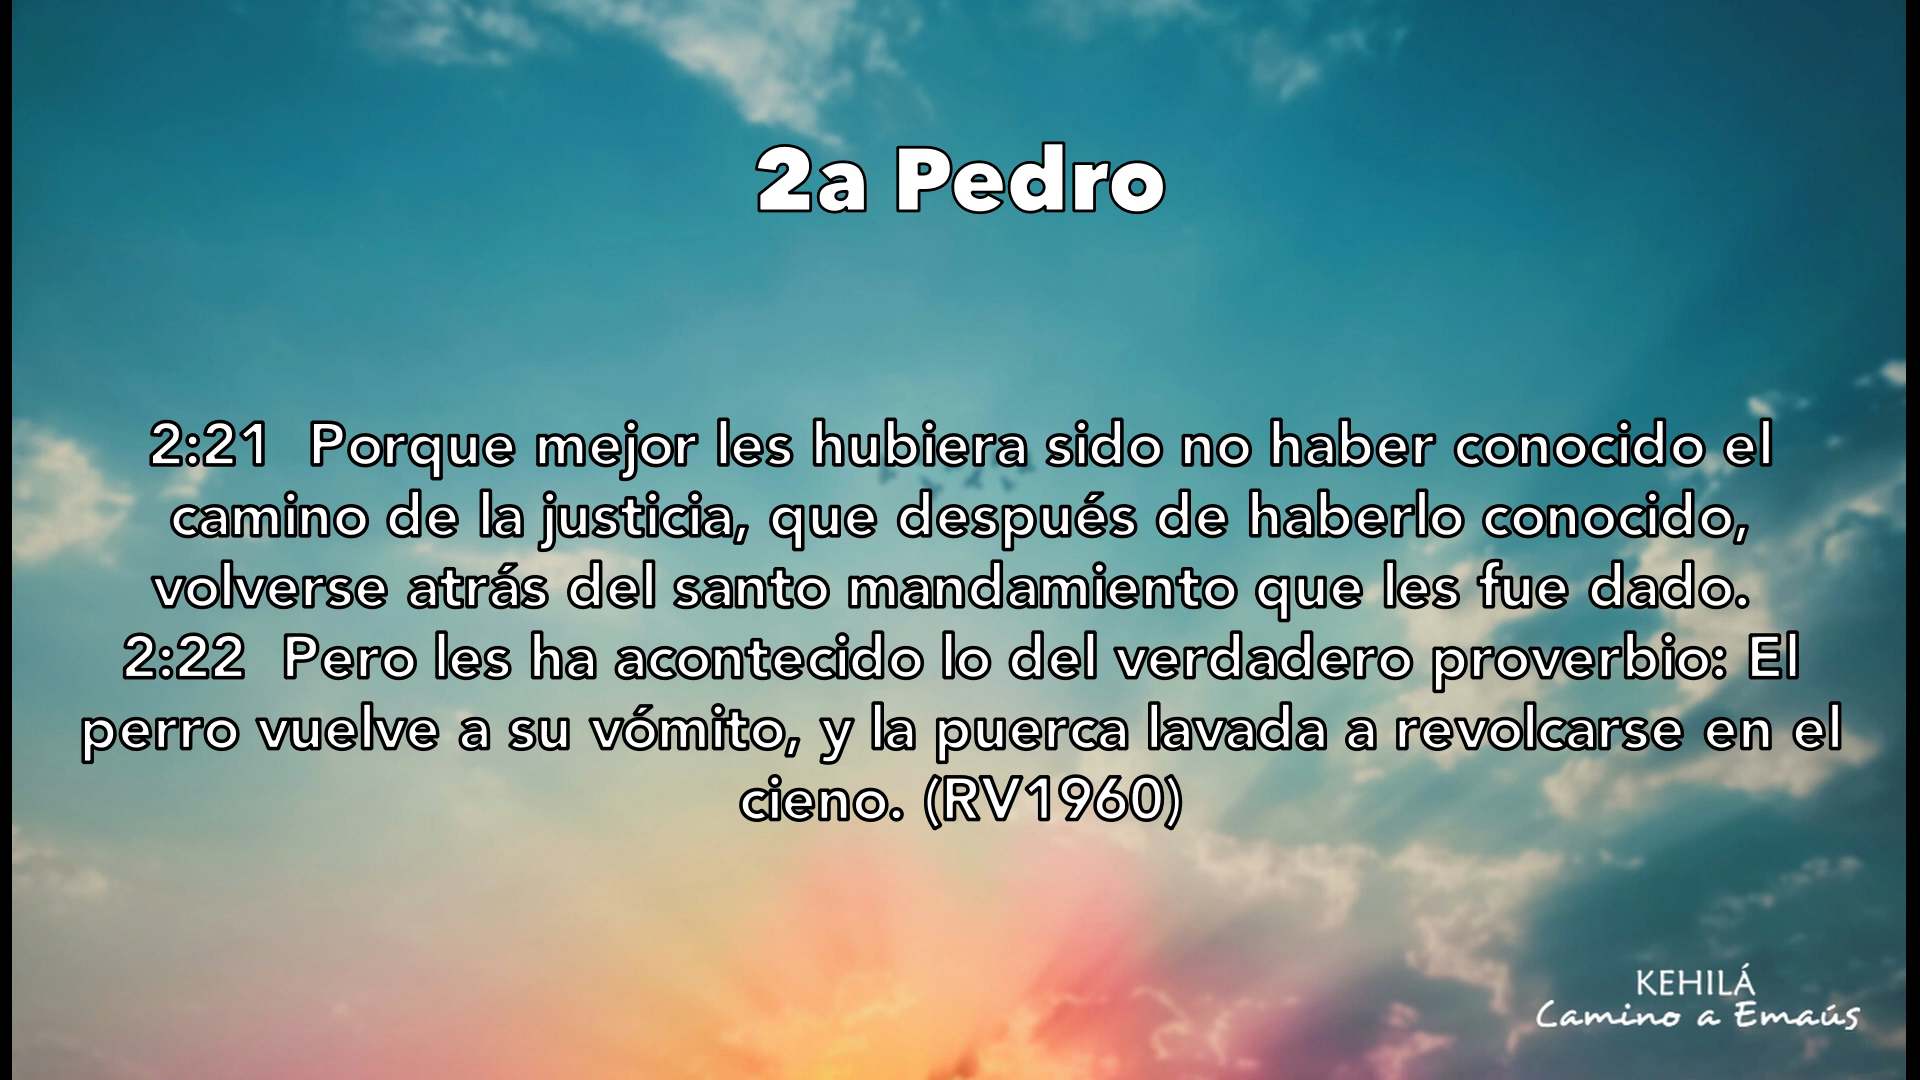 2a Pedro
2:21 Porque mejor les hubiera sido no haber conocido el
camino de la justicia, que después de haberlo conocido,
volverse atrás del santo mandamiento que les fue dado.
2:22 Pero les ha acontecido lo del verdadero proverbio: El
perro vuelve a su vómito, y la puerca lavada a revolcarse en el
cieno. (RV1960)
KEHILÁ
Camino a Emaús